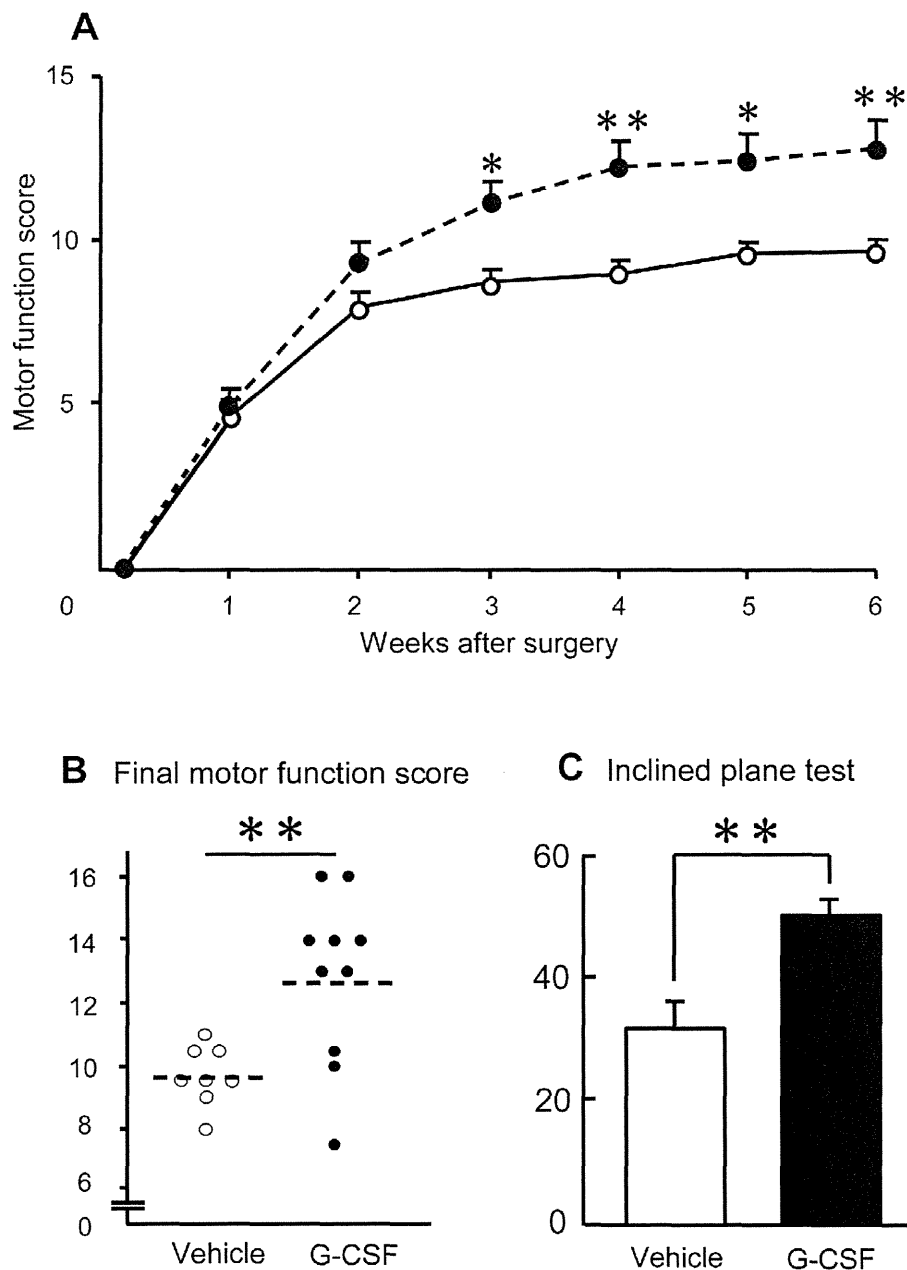 A
15
10
5
0
Motor function score
*
* *
*
* *
1 2 3 4 5 6
Weeks after surgery
B Final motor function score
* *
16
14
12
10
8
6
0
Vehicle G-CSF
C Inclined plane test
* *
60
40
20
0
Vehicle G-CSF